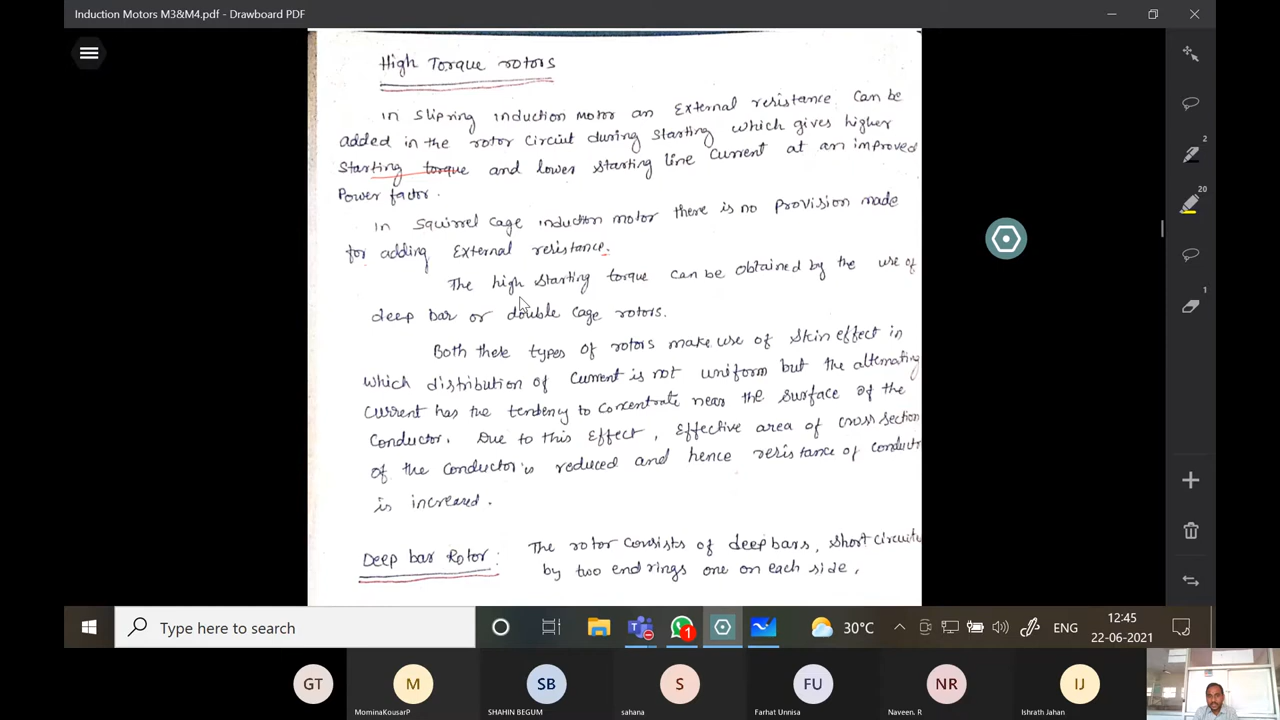 Induction Motors M3&M4.pdf - Drawboard PDF
High Torque rotors
In Slipring induction motor an External resistance can be
added in the rotor circuit during starting which gives higher
starting torque and lower starting line current at an improved
Power factor.
In Squirrel cage induction motor there is no provision made
for adding External resistance.
The high starting torque can be obtained by the use of
deep bar or double cage rotors.
Both these types of rotors make use of skin effect in
which distribution of current is not uniform but the alternating
current has the tendency to concentrate near the surface of the
conductor. Due to this Effect, Effective area of cross section
of the conductor is reduced and hence resistance of conduct
is increased.
Deep bar Rotor: The rotor consists of deep bars, short circuite
by two end rings one on each side,
2
20
1
Type here to search
1
30°C
ENG
12:45
22-06-2021
GT
M
SB
S
FU
NR
IJ
MominaKousarP
SHAHIN BEGUM
sahana
Farhat Unnisa
Naveen. R
Ishrath Jahan